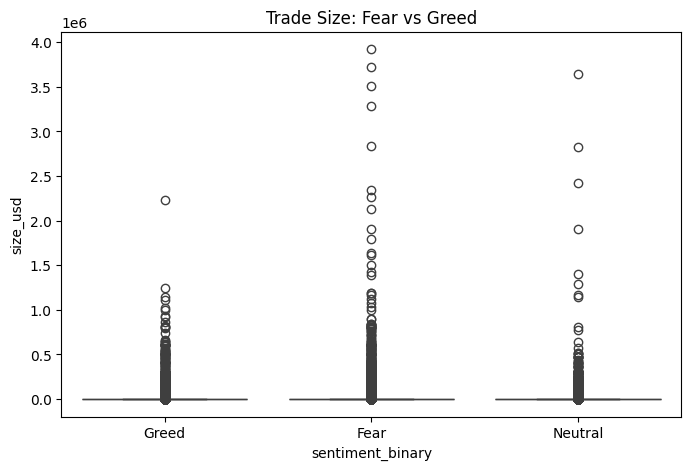 Trade Size: Fear vs Greed
1e6
4.0
3.5
3.0
2.5
2.0
1.5
1.0
0.5
0.0
size_usd
Greed
Fear
Neutral
sentiment_binary